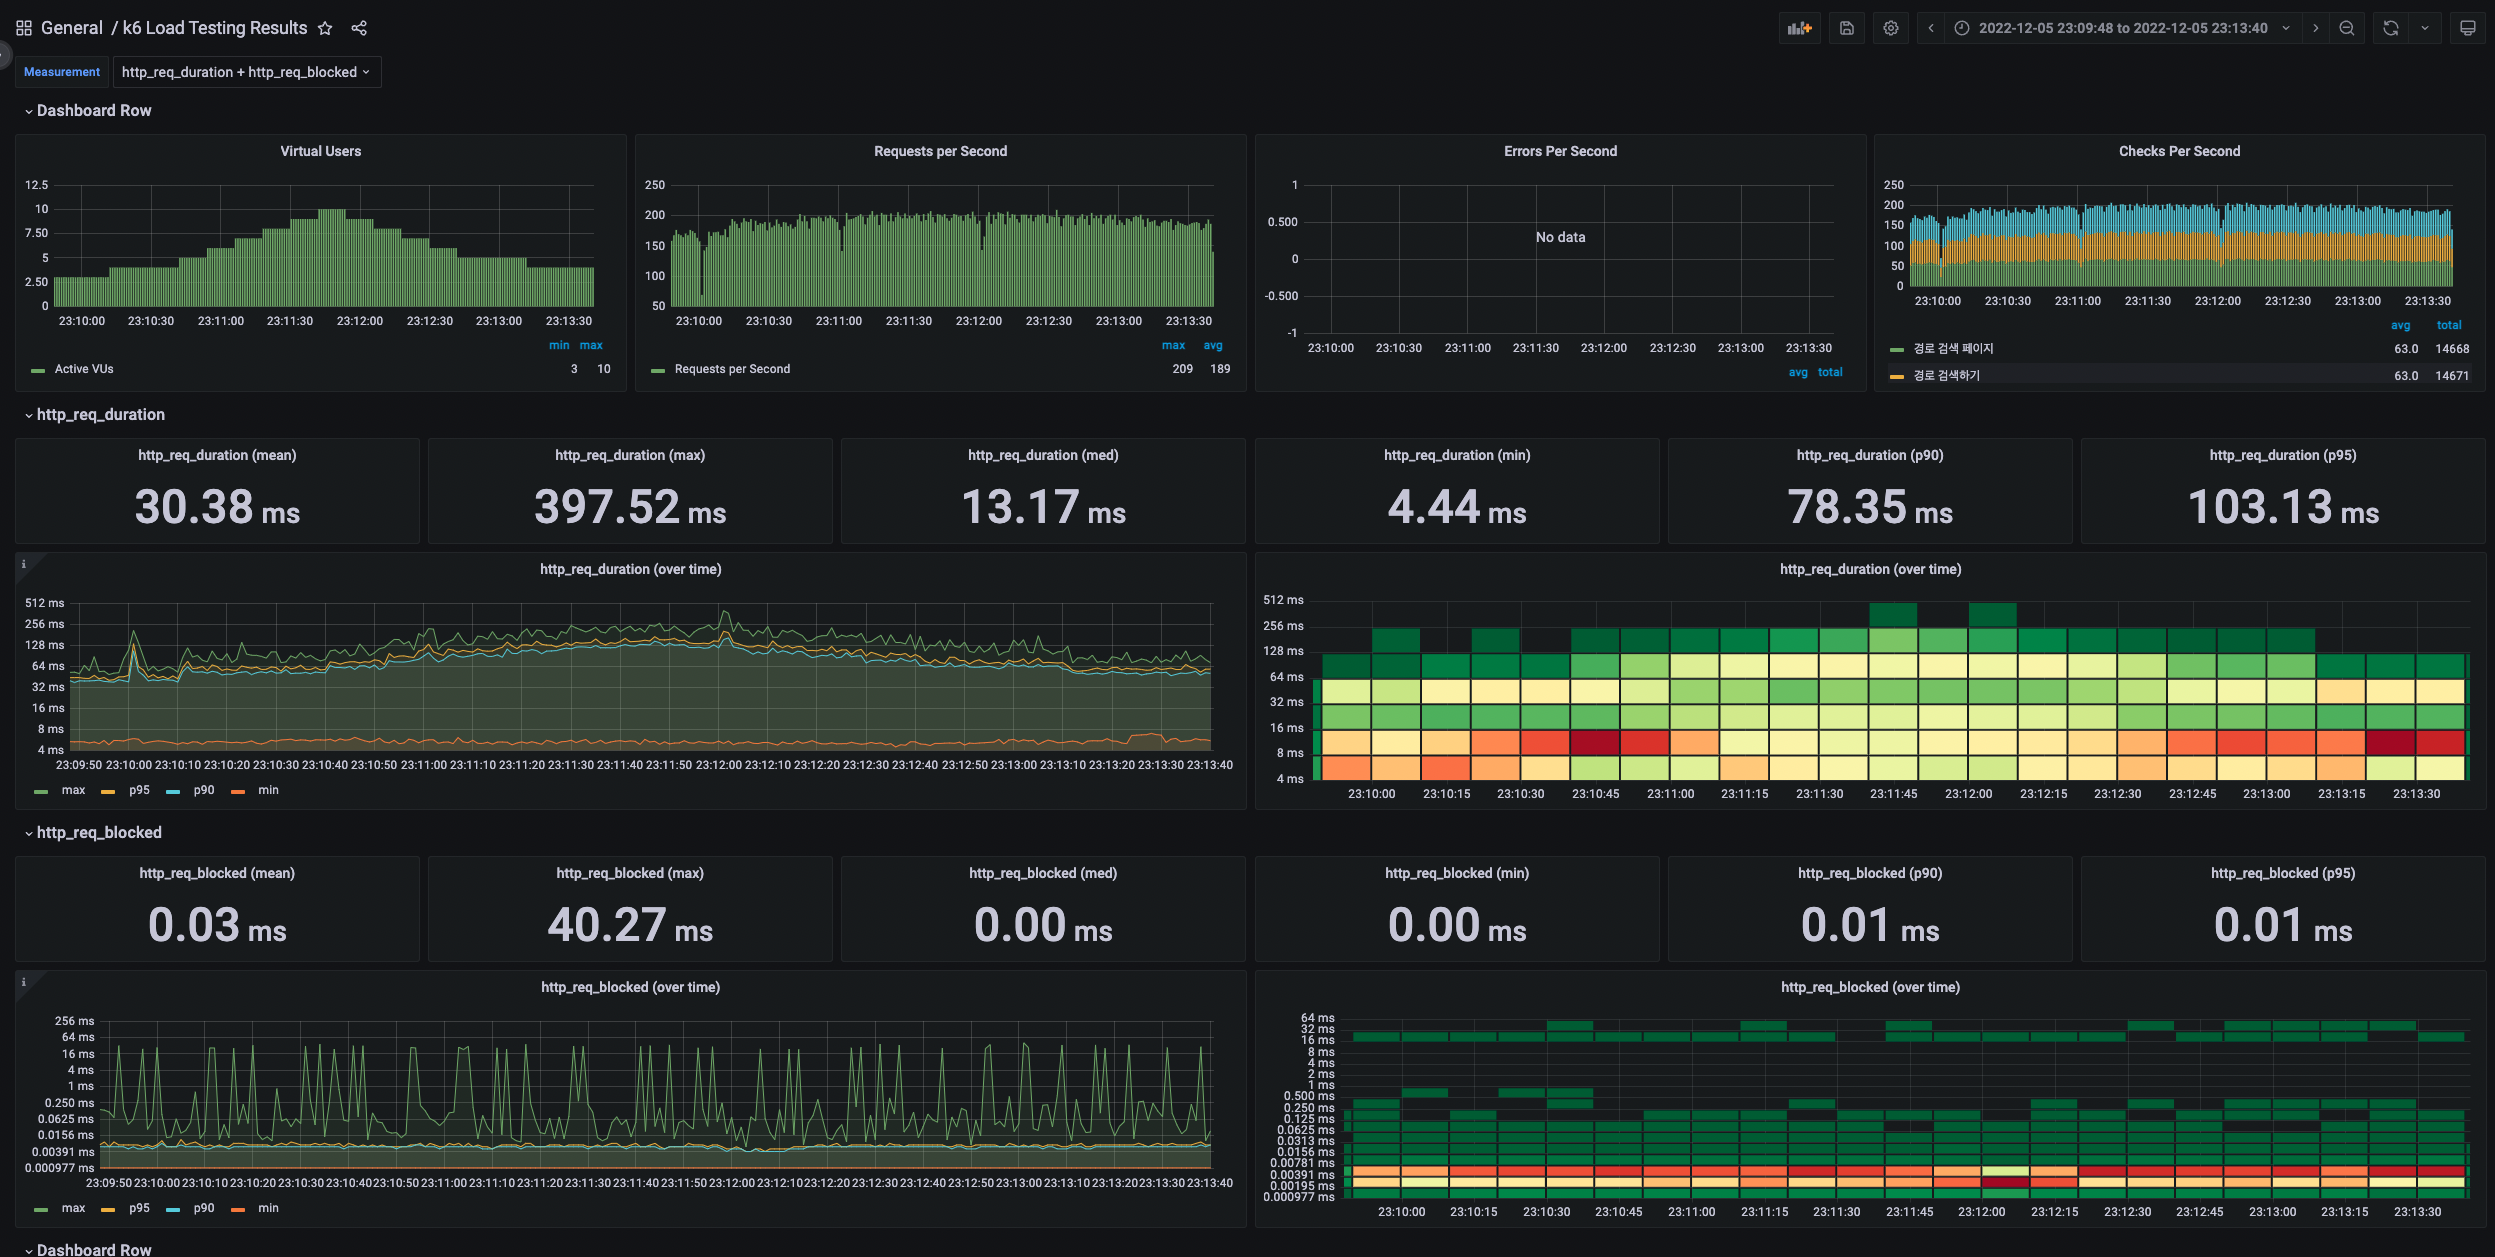 General / k6 Load Testing Results
2022-12-05 23:09:48 to 2022-12-05 23:13:40
Measurement http_req_duration + http_req_blocked
Dashboard Row
Virtual Users
12.5
10
7.50
5
2.50
0
23:10:00 23:10:30 23:11:00 23:11:30 23:12:00 23:12:30 23:13:00 23:13:30
min max
Active VUs 3 10
Requests per Second
250
200
150
100
50
23:10:00 23:10:30 23:11:00 23:11:30 23:12:00 23:12:30 23:13:00 23:13:30
max avg
Requests per Second 209 189
Errors Per Second
1
0.500
0
-0.500
-1
No data
23:10:00 23:10:30 23:11:00 23:11:30 23:12:00 23:12:30 23:13:00 23:13:30
avg total
Checks Per Second
250
200
150
100
50
0
23:10:00 23:10:30 23:11:00 23:11:30 23:12:00 23:12:30 23:13:00 23:13:30
avg total
경로 검색 페이지 63.0 14668
경로 검색하기 63.0 14671
http_req_duration
http_req_duration (mean)
30.38 ms
http_req_duration (max)
397.52 ms
http_req_duration (med)
13.17 ms
http_req_duration (min)
4.44 ms
http_req_duration (p90)
78.35 ms
http_req_duration (p95)
103.13 ms
http_req_duration (over time)
512 ms
256 ms
128 ms
64 ms
32 ms
16 ms
8 ms
4 ms
23:09:50 23:10:00 23:10:10 23:10:20 23:10:30 23:10:40 23:10:50 23:11:00 23:11:10 23:11:20 23:11:30 23:11:40 23:11:50 23:12:00 23:12:10 23:12:20 23:12:30 23:12:40 23:12:50 23:13:00 23:13:10 23:13:20 23:13:30 23:13:40
max p95 p90 min
http_req_duration (over time)
512 ms
256 ms
128 ms
64 ms
32 ms
16 ms
8 ms
4 ms
23:10:00 23:10:15 23:10:30 23:10:45 23:11:00 23:11:15 23:11:30 23:11:45 23:12:00 23:12:15 23:12:30 23:12:45 23:13:00 23:13:15 23:13:30
http_req_blocked
http_req_blocked (mean)
0.03 ms
http_req_blocked (max)
40.27 ms
http_req_blocked (med)
0.00 ms
http_req_blocked (min)
0.00 ms
http_req_blocked (p90)
0.01 ms
http_req_blocked (p95)
0.01 ms
http_req_blocked (over time)
256 ms
64 ms
16 ms
4 ms
1 ms
0.250 ms
0.0625 ms
0.0156 ms
0.00391 ms
0.000977 ms
23:09:50 23:10:00 23:10:10 23:10:20 23:10:30 23:10:40 23:10:50 23:11:00 23:11:10 23:11:20 23:11:30 23:11:40 23:11:50 23:12:00 23:12:10 23:12:20 23:12:30 23:12:40 23:12:50 23:13:00 23:13:10 23:13:20 23:13:30 23:13:40
max p95 p90 min
http_req_blocked (over time)
64 ms
32 ms
16 ms
8 ms
4 ms
2 ms
1 ms
0.500 ms
0.250 ms
0.125 ms
0.0625 ms
0.0313 ms
0.0156 ms
0.00781 ms
0.00391 ms
0.00195 ms
0.000977 ms
23:10:00 23:10:15 23:10:30 23:10:45 23:11:00 23:11:15 23:11:30 23:11:45 23:12:00 23:12:15 23:12:30 23:12:45 23:13:00 23:13:15 23:13:30
Dashboard Row